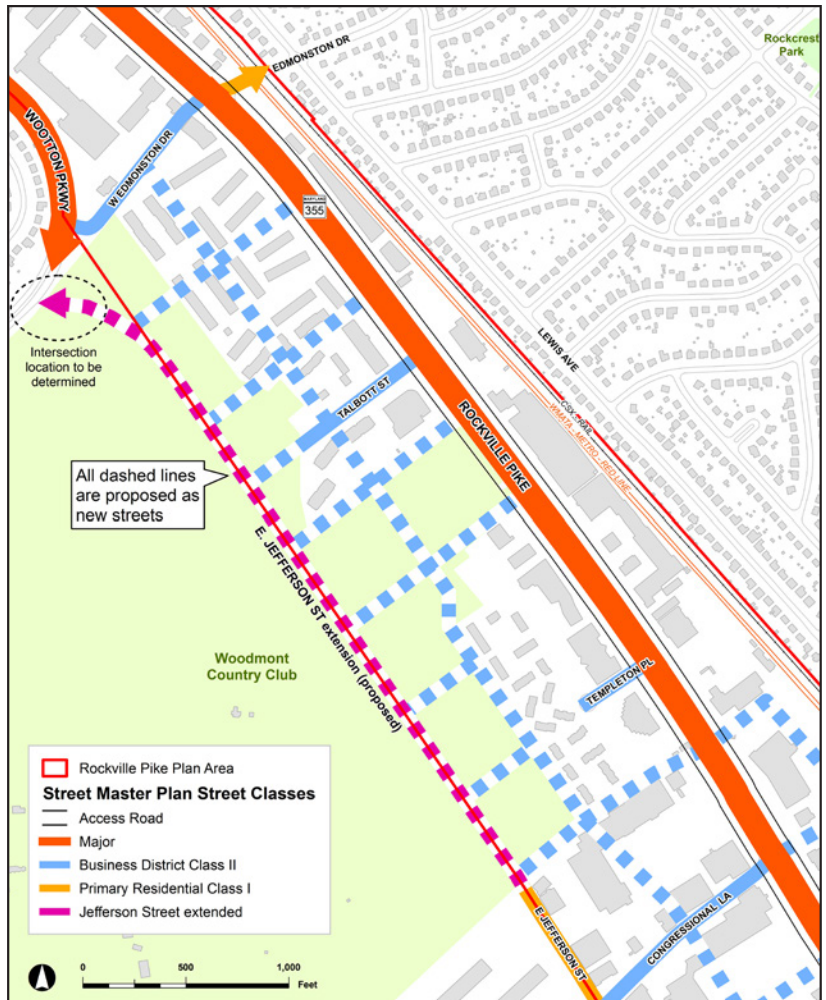 EDMONSTON DR
Rockcrest
Park
WOOTTON PKWY
W EDMONSTON DR
MARYLAND
355
Intersection
location to be
determined
LEWIS AVE
TALBOTT ST
CSX - RAIL
WMATA - METRO - RED LINE
ROCKVILLE PIKE
All dashed lines
are proposed as
new streets
E. JEFFERSON ST extension (proposed)
Woodmont
Country Club
TEMPLETON PL
Rockville Pike Plan Area
Street Master Plan Street Classes
Access Road
Major
Business District Class II
Primary Residential Class I
Jefferson Street extended
E JEFFERSON ST
CONGRESSIONAL LA
0 500 1,000
Feet